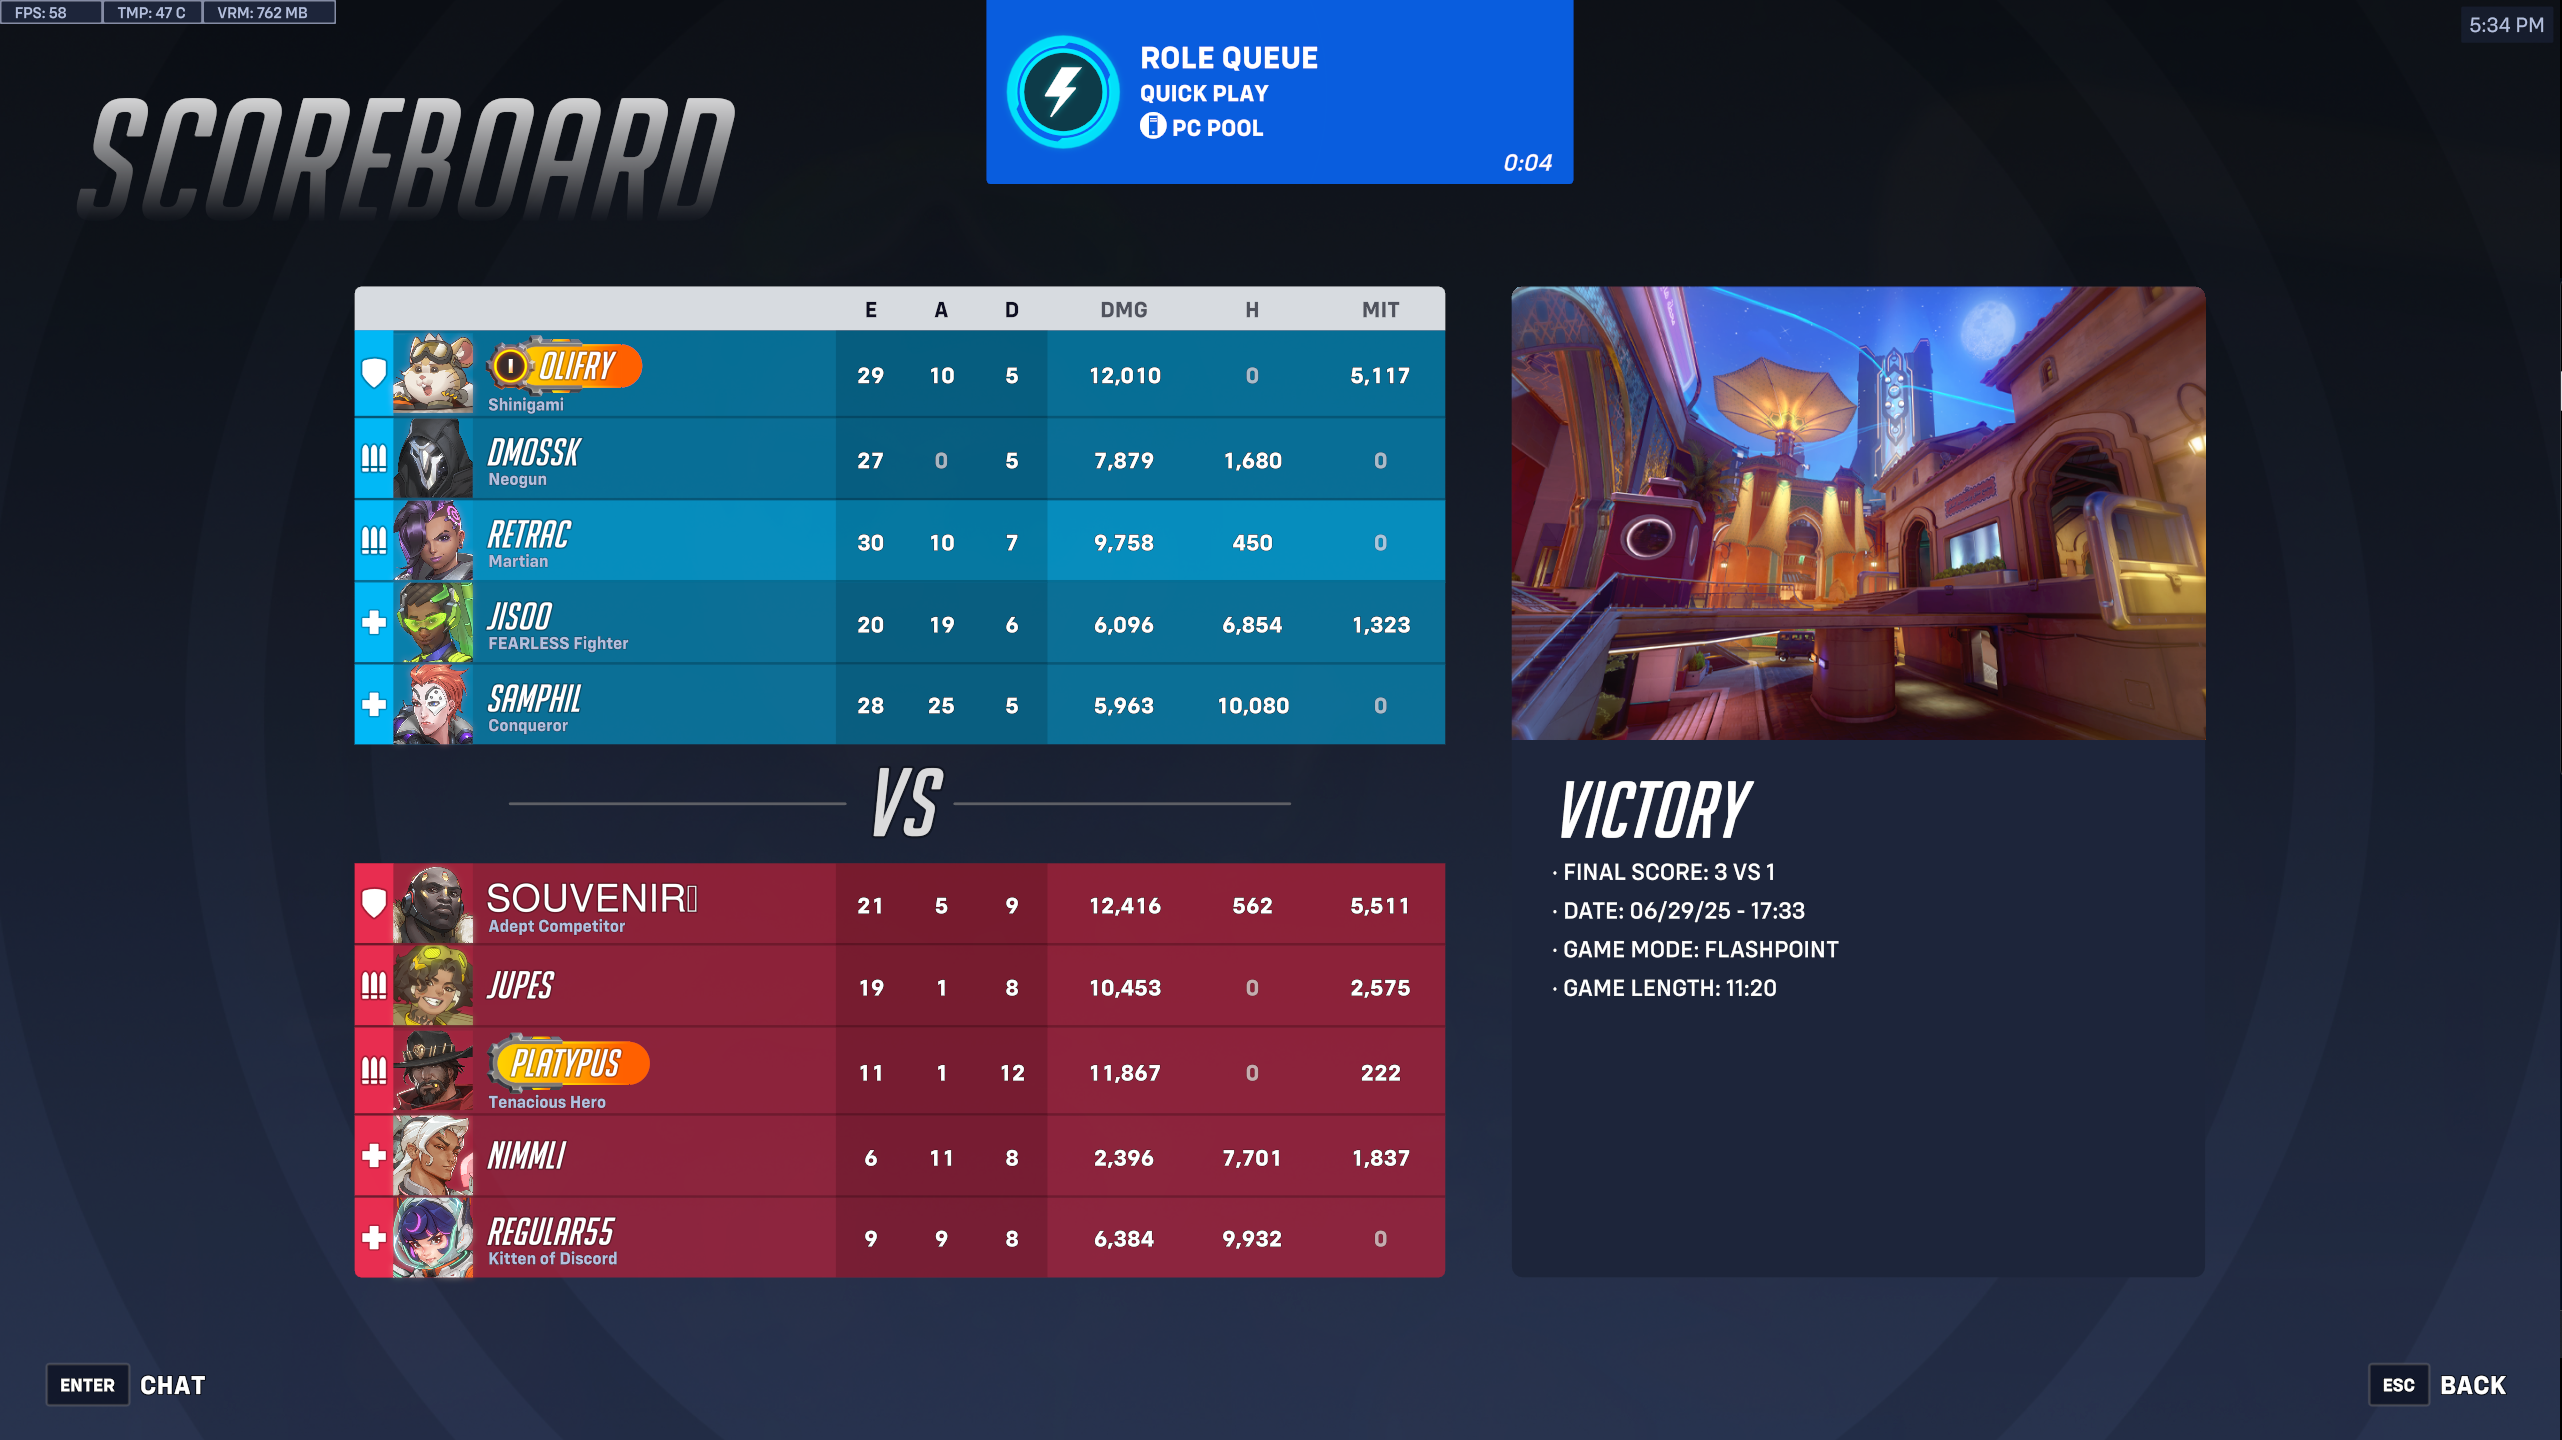 FPS: 58 TMP: 47 C VRM: 762 MB
5:34 PM
ROLE QUEUE
QUICK PLAY
PC POOL
0:04
SCOREBOARD
E A D DMG H MIT
I OLIFRY 29 10 5 12,010 0 5,117
Shinigami
DMOSSK 27 0 5 7,879 1,680 0
Neogun
RETRAC 30 10 7 9,758 450 0
Martian
JISOO 20 19 6 6,096 6,854 1,323
FEARLESS Fighter
SAMPHIL 28 25 5 5,963 10,080 0
Conqueror
VS
SOUVENIR 21 5 9 12,416 562 5,511
Adept Competitor
JUPES 19 1 8 10,453 0 2,575
PLATYPUS 11 1 12 11,867 0 222
Tenacious Hero
NIMMLI 6 11 8 2,396 7,701 1,837
REGULAR55 9 9 8 6,384 9,932 0
Kitten of Discord
VICTORY
· FINAL SCORE: 3 VS 1
· DATE: 06/29/25 - 17:33
· GAME MODE: FLASHPOINT
· GAME LENGTH: 11:20
ENTER CHAT
ESC BACK